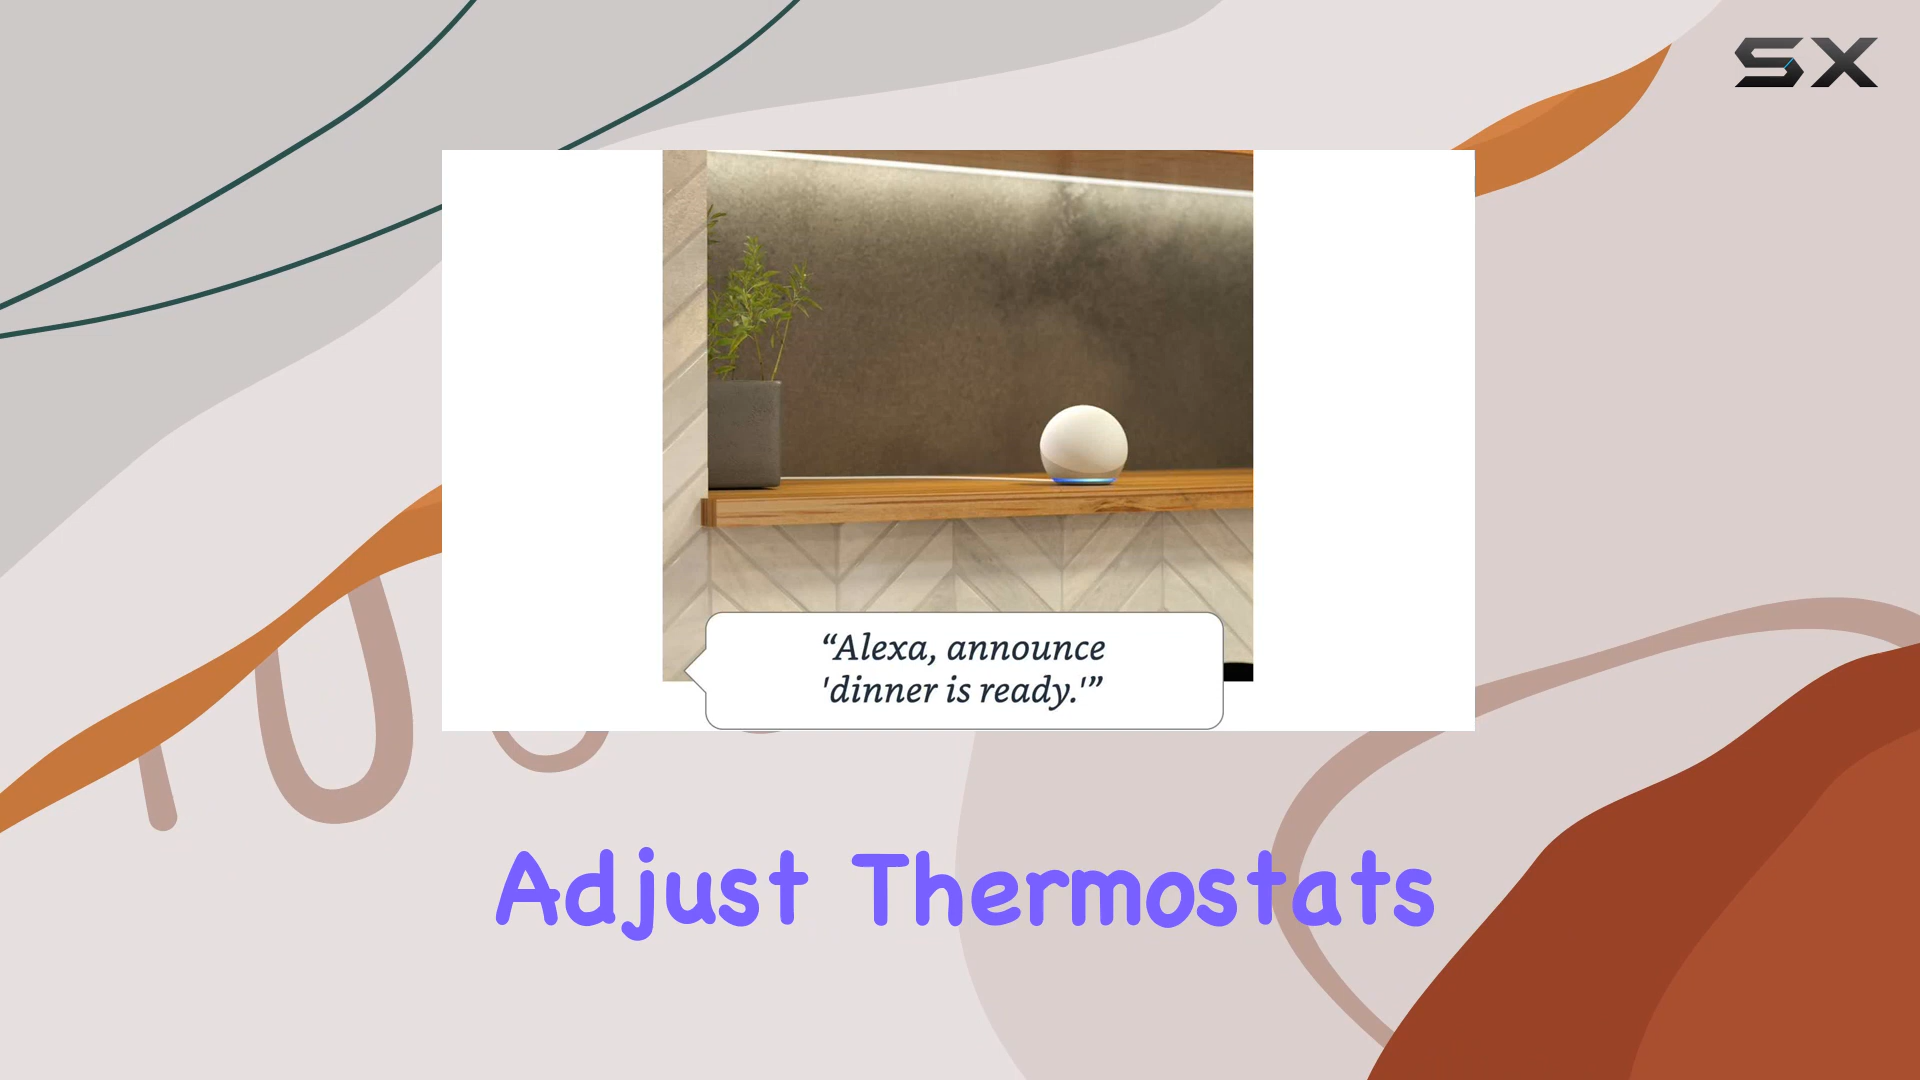 SX
“Alexa, announce
'dinner is ready.'”
Adjust Thermostats